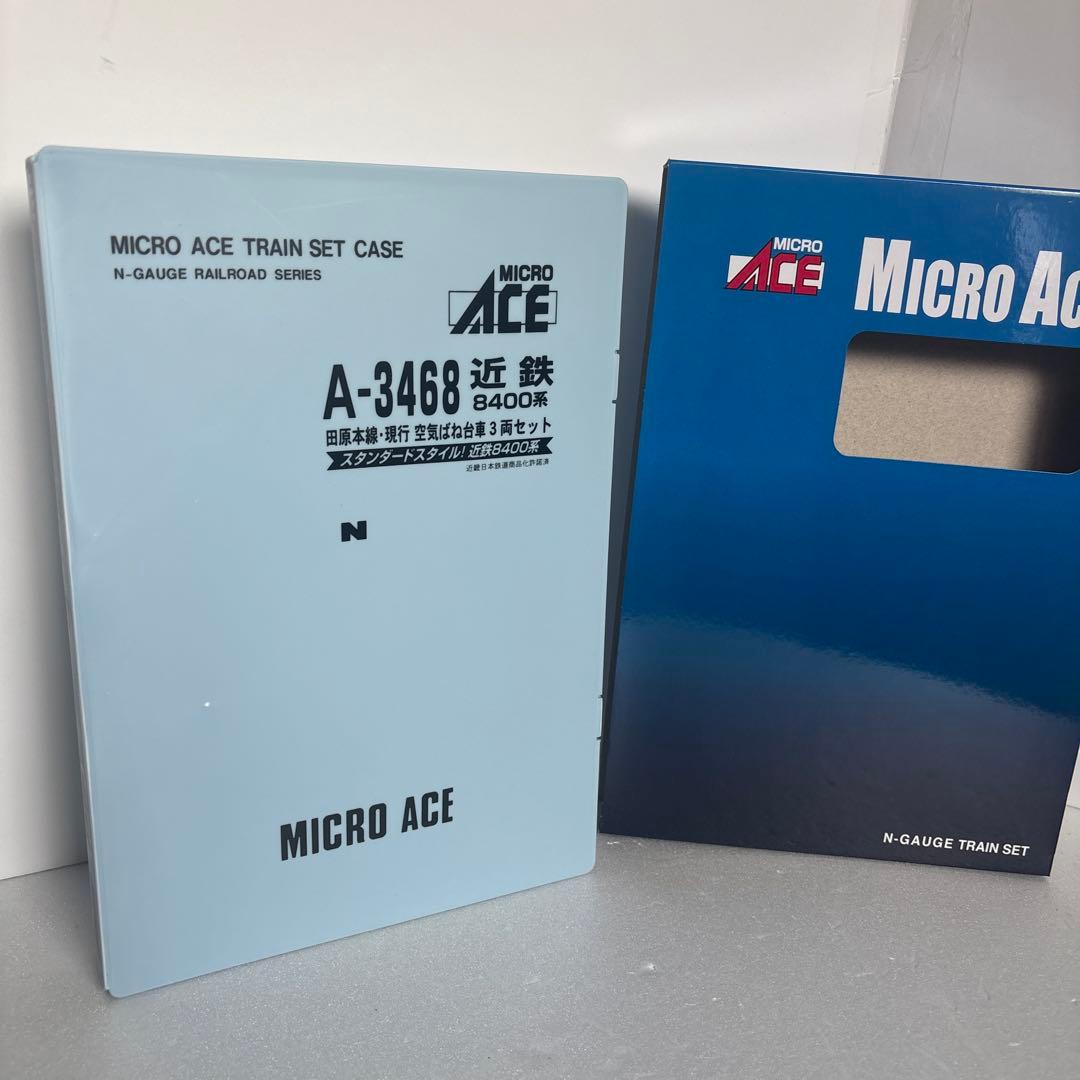 MICRO ACE TRAIN SET CASE
N-GAUGE RAILROAD SERIES
MICRO
ACE
A-3468 近鉄
8400系
田原本線・現行 空気ばね台車3両セット
スタンダードスタイル!近鉄8400系
近畿日本鉄道商品化許諾済
N
MICRO ACE
MICRO
ACE
MICRO AC
N-GAUGE TRAIN SET